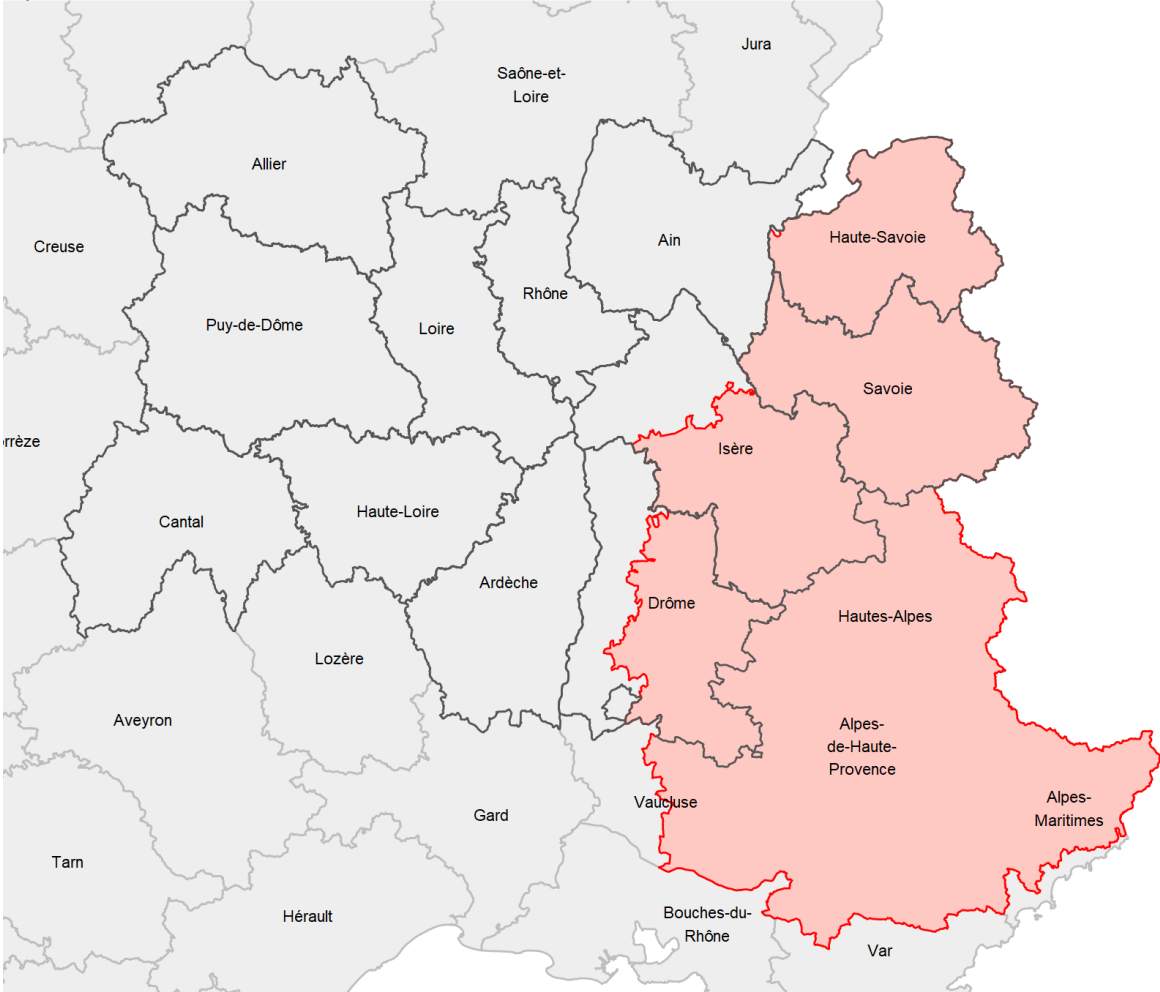 Jura
Saône-et-
Loire
Allier
Haute-Savoie
Ain
Creuse
Rhône
Puy-de-Dôme
Loire
Savoie
rrèze
Isère
Haute-Loire
Cantal
Ardèche
Drôme
Hautes-Alpes
Lozère
Aveyron
Alpes-
de-Haute-
Provence
Vaucluse
Alpes-
Maritimes
Gard
Tarn
Hérault
Bouches-du-
Rhône
Var